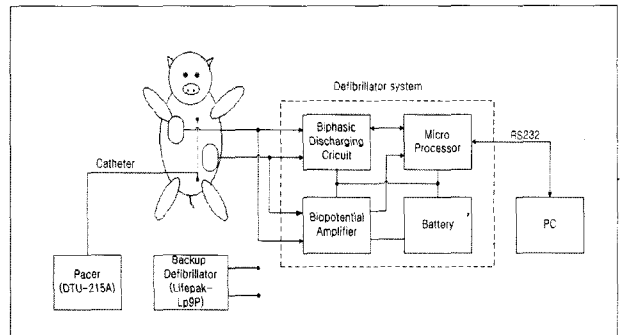 Defibrillator system
Biphasic
Discharging
Cricuit
Micro
Processor
RS232
Catheter
Biopotential
Amplifier
Battery
PC
Pacer
(DTU-215A)
Backup
Defibrillator
(Lifepak-
Lp9P)